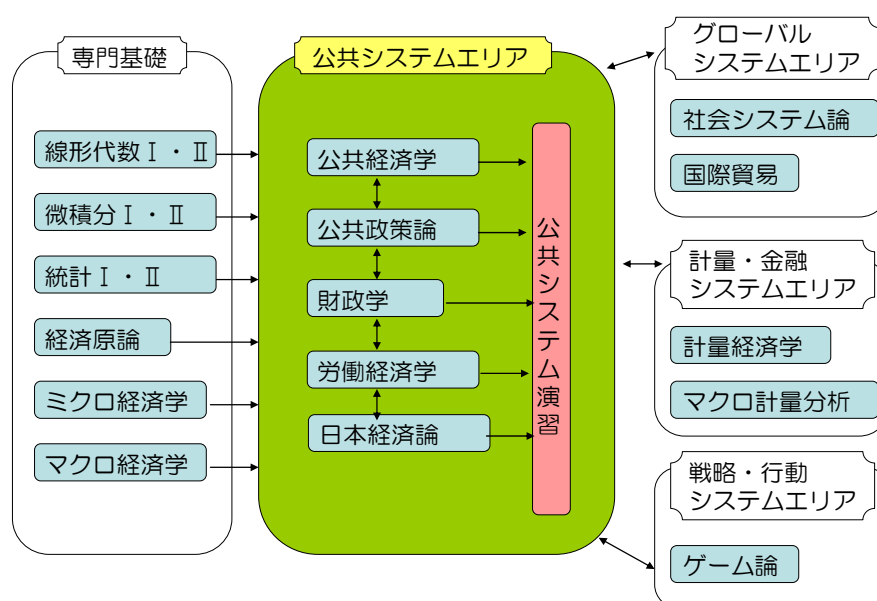 専門基礎
線形代数Ⅰ・Ⅱ
微積分Ⅰ・Ⅱ
統計Ⅰ・Ⅱ
経済原論
ミクロ経済学
マクロ経済学
公共システムエリア
公共経済学
公共政策論
財政学
労働経済学
日本経済論
公共システム演習
グローバル
システムエリア
社会システム論
国際貿易
計量・金融
システムエリア
計量経済学
マクロ計量分析
戦略・行動
システムエリア
ゲーム論